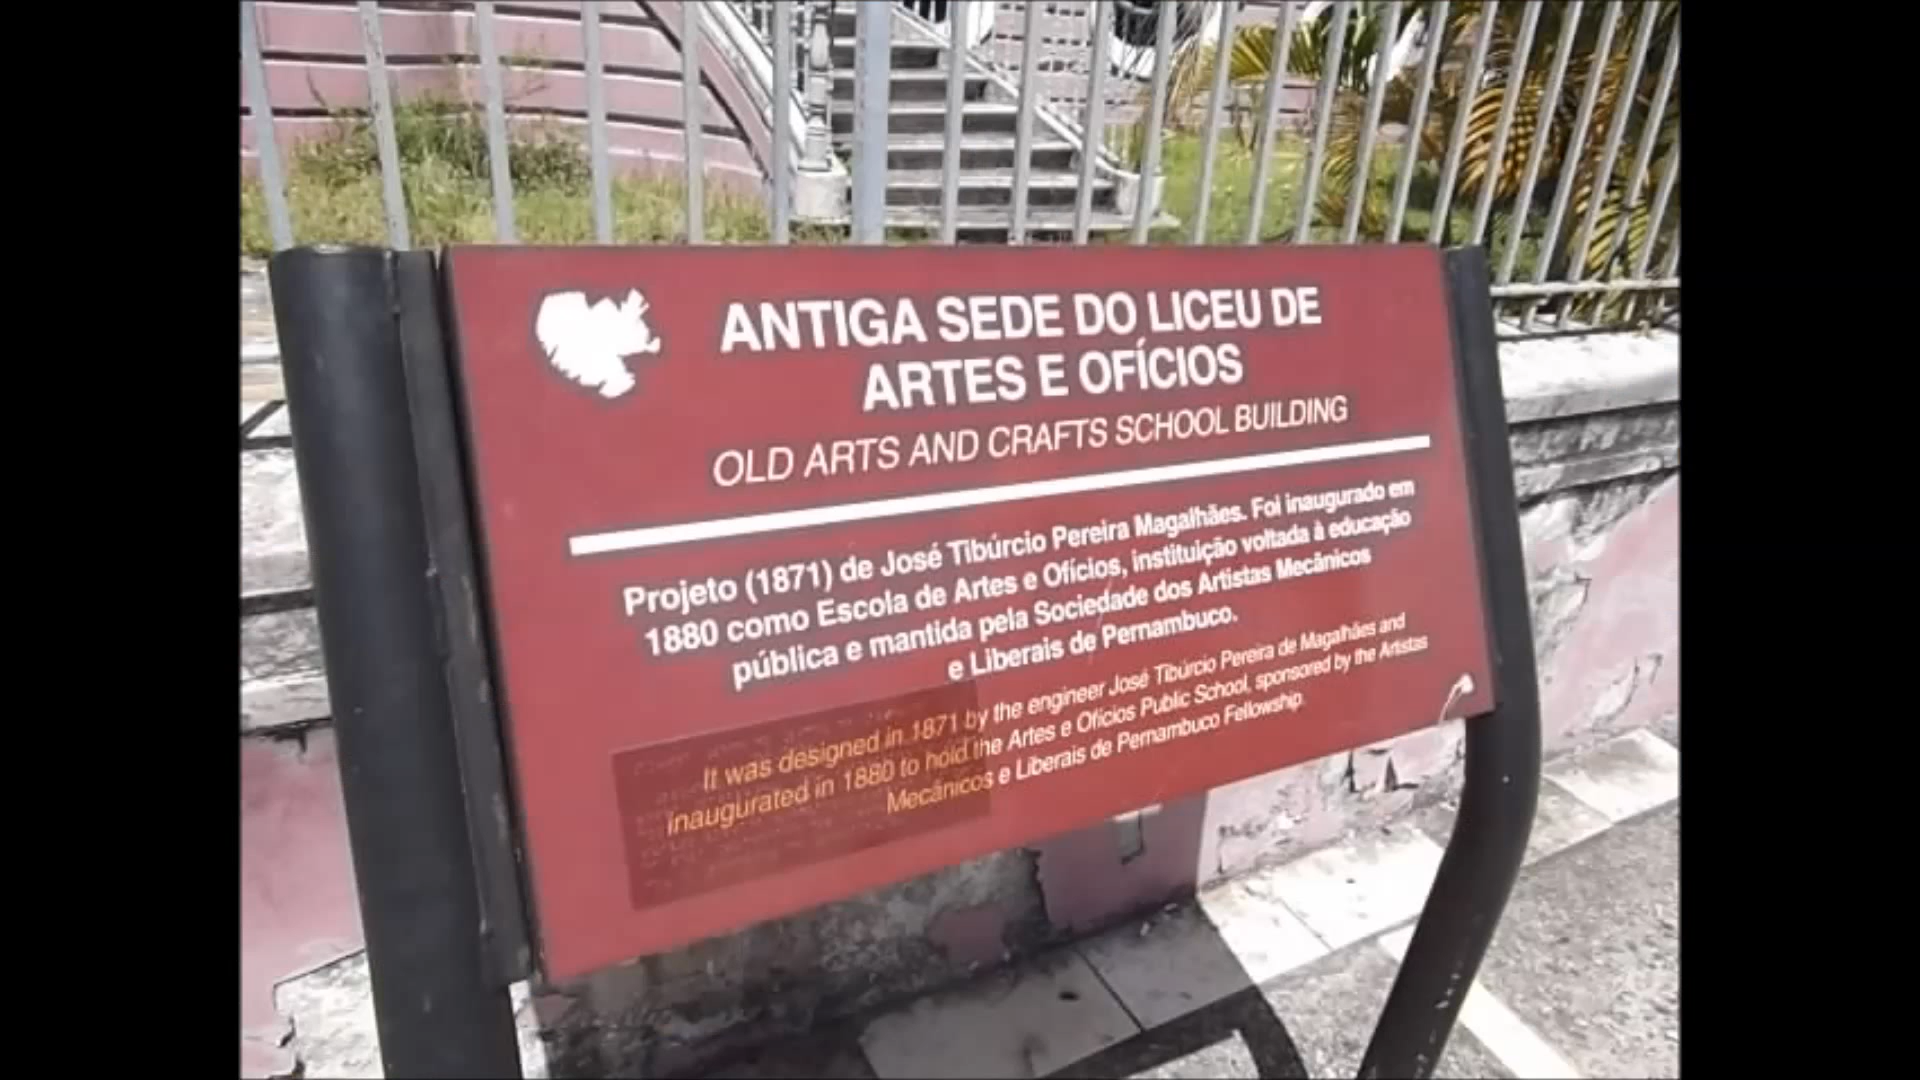 ANTIGA SEDE DO LICEU DE
ARTES E OFÍCIOS
OLD ARTS AND CRAFTS SCHOOL BUILDING
Projeto (1871) de José Tibúrcio Pereira Magalhães. Foi inaugurado em
1880 como Escola de Artes e Ofícios, instituição voltada à educação
pública e mantida pela Sociedade dos Artistas Mecânicos
e Liberais de Pernambuco.
It was designed in 1871 by the engineer José Tibúrcio Pereira de Magalhães and
inaugurated in 1880 to hold the Artes e Ofícios Public School, sponsored by the Artistas
Mecânicos e Liberais de Pernambuco Fellowship.